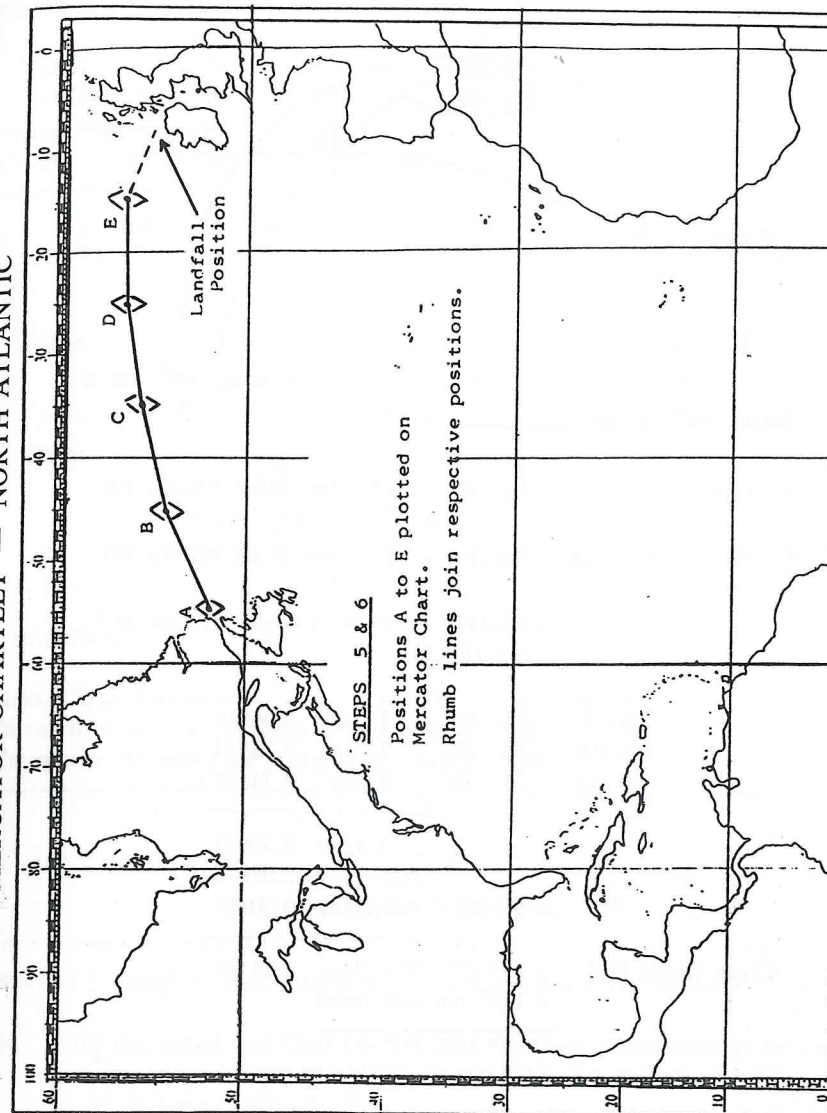 CHARTLET — NORTH ATLANTIC
60
50
40
30
20
10
0
A
B
C
D
E
Landfall
Position
STEPS 5 & 6
Positions A to E plotted on
Mercator Chart.
Rhumb lines join respective positions.
100
-90
-80
-70
-60
-50
-40
-30
-20
-10
-0